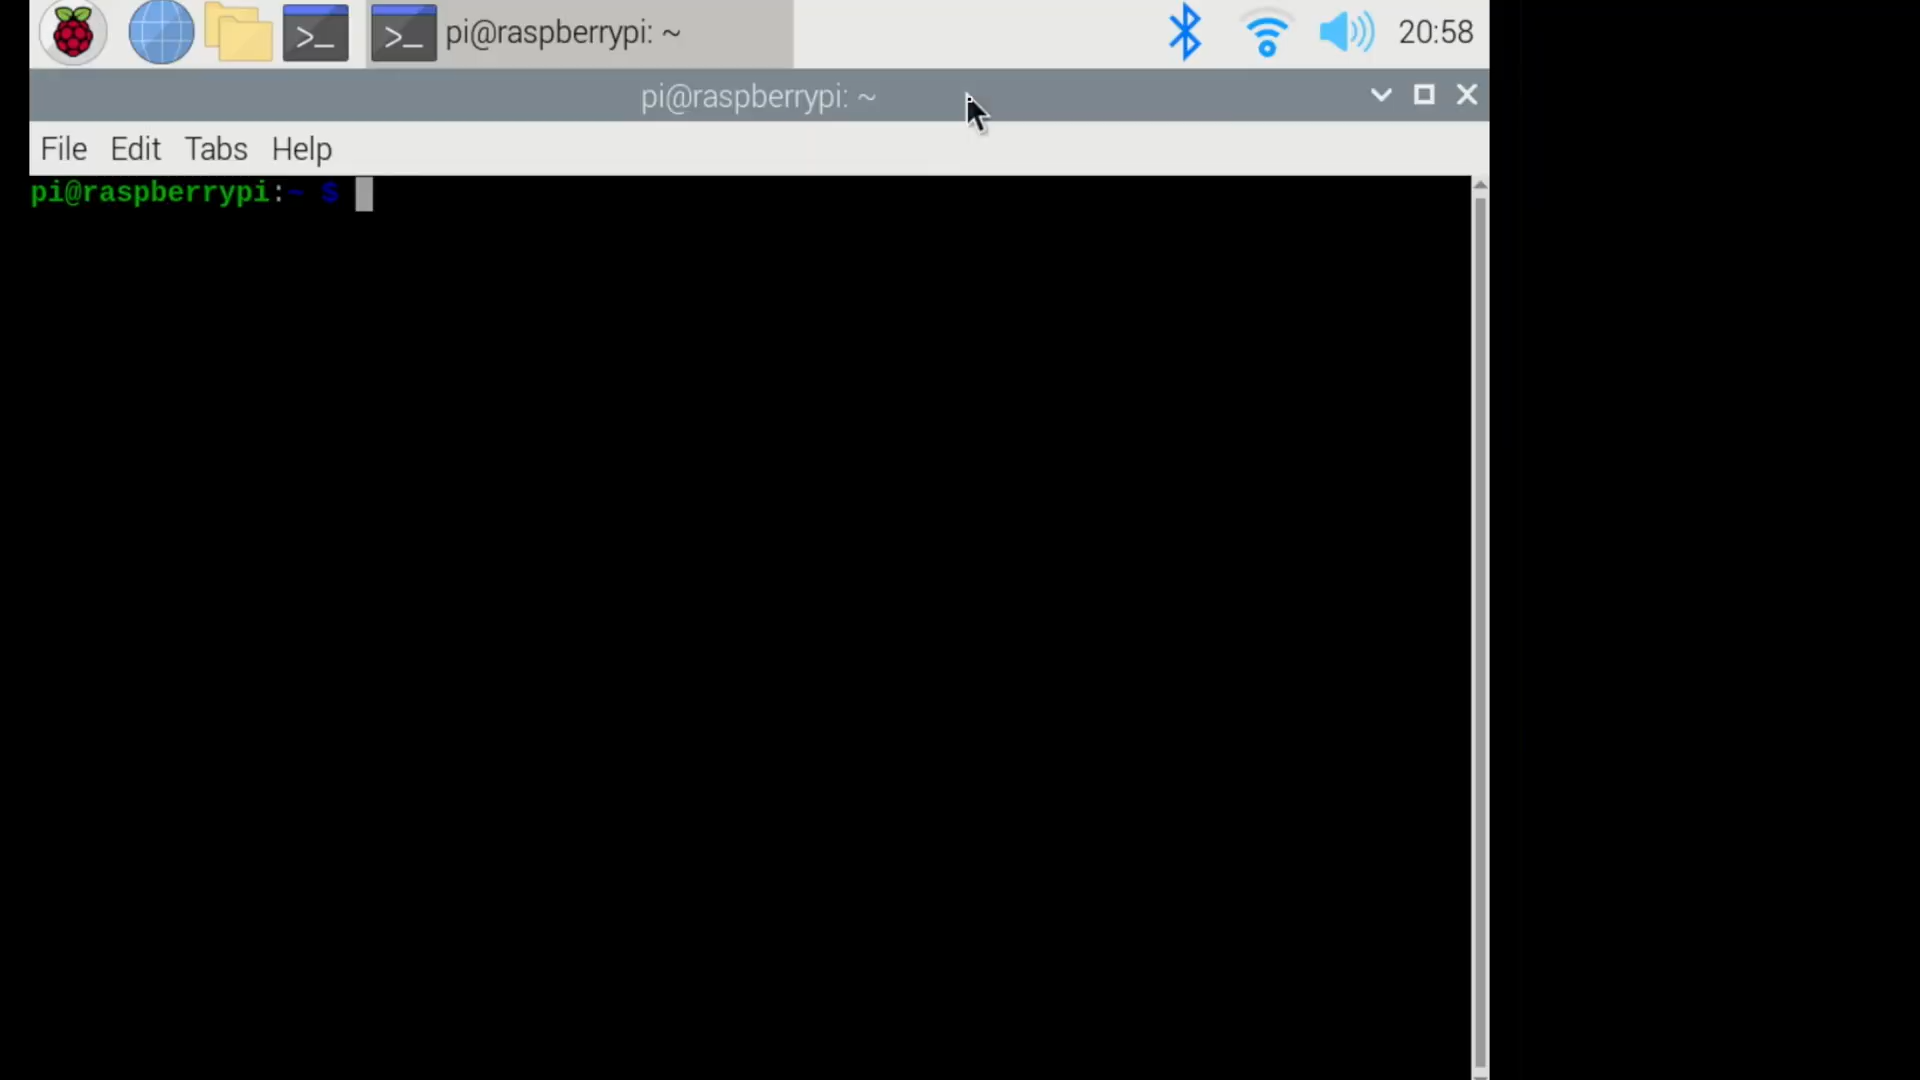 >_ >_ pi@raspberrypi: ~ 20:58
pi@raspberrypi: ~
File Edit Tabs Help
pi@raspberrypi:~ $